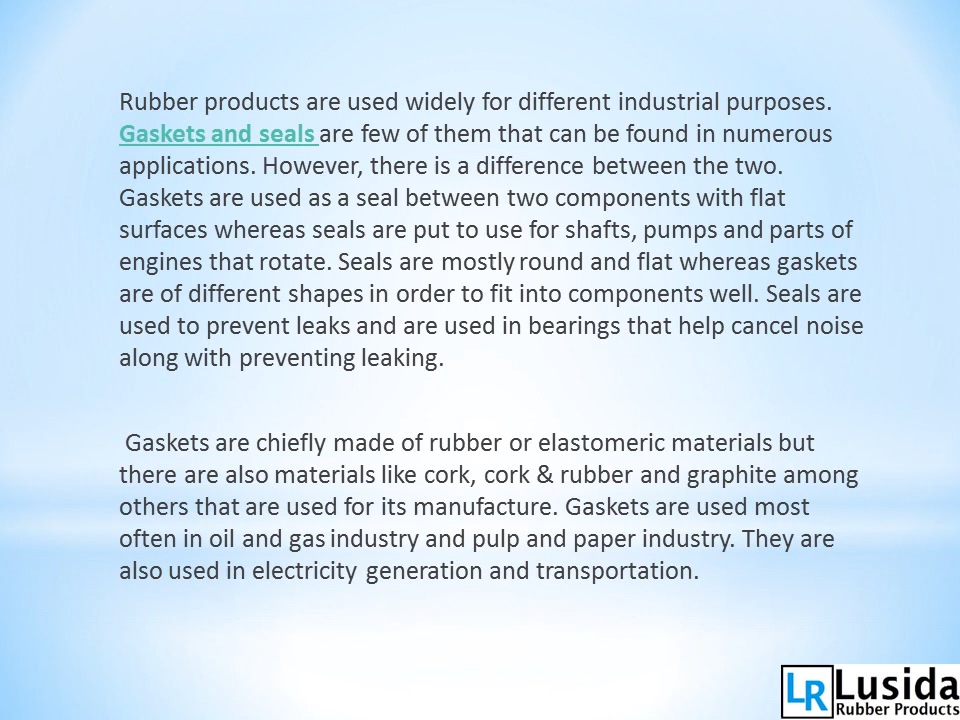 Rubber products are used widely for different industrial purposes.
Gaskets and seals are few of them that can be found in numerous
applications. However, there is a difference between the two.
Gaskets are used as a seal between two components with flat
surfaces whereas seals are put to use for shafts, pumps and parts of
engines that rotate. Seals are mostly round and flat whereas gaskets
are of different shapes in order to fit into components well. Seals are
used to prevent leaks and are used in bearings that help cancel noise
along with preventing leaking.
Gaskets are chiefly made of rubber or elastomeric materials but
there are also materials like cork, cork & rubber and graphite among
others that are used for its manufacture. Gaskets are used most
often in oil and gas industry and pulp and paper industry. They are
also used in electricity generation and transportation.
LR Lusida
Rubber Products